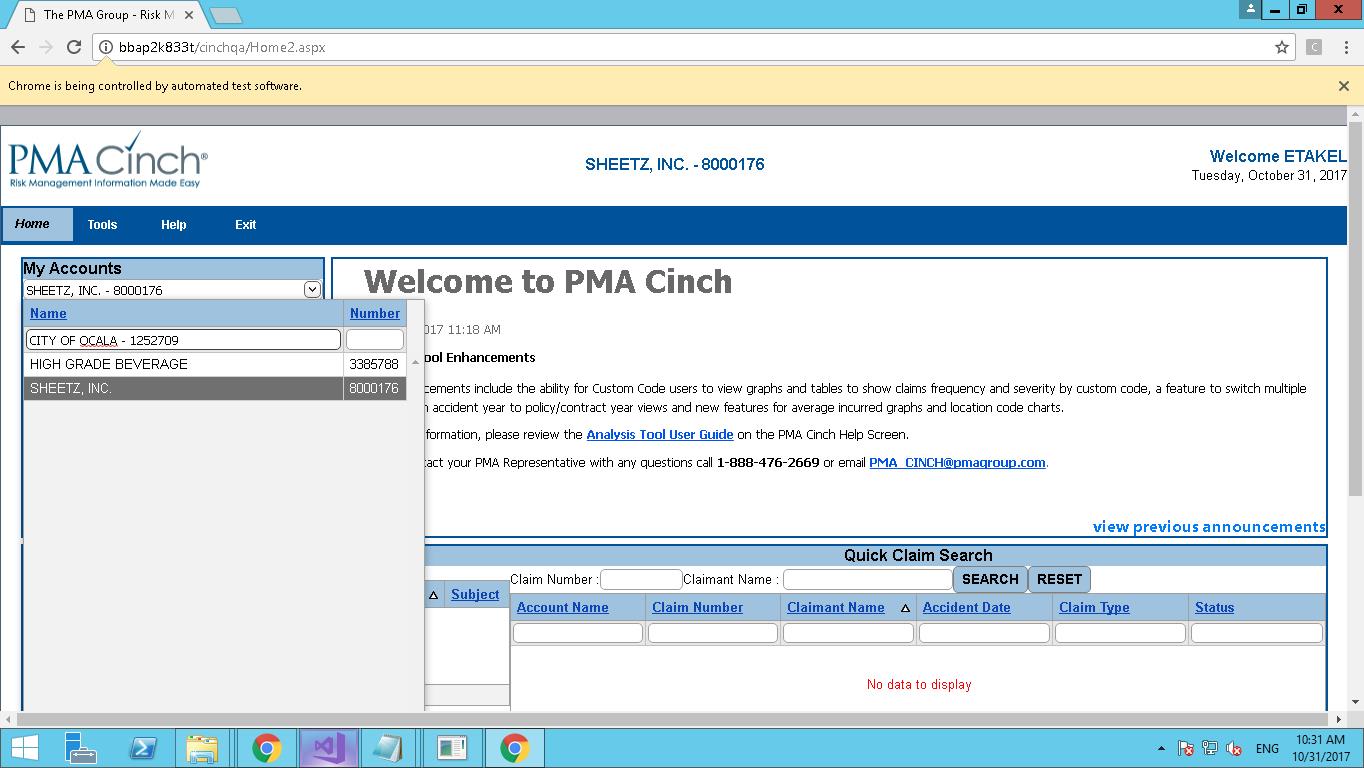 The PMA Group - Risk M
bbap2k833t/cinchqa/Home2.aspx
C
Chrome is being controlled by automated test software.
PMA Cinch®
Risk Management Information Made Easy
SHEETZ, INC. - 8000176
Welcome ETAKEL
Tuesday, October 31, 2017
Home Tools Help Exit
My Accounts
SHEETZ, INC. - 8000176
Name Number
CITY OF OCALA - 1252709
HIGH GRADE BEVERAGE 3385788
SHEETZ, INC. 8000176
Welcome to PMA Cinch
017 11:18 AM
ool Enhancements
cements include the ability for Custom Code users to view graphs and tables to show claims frequency and severity by custom code, a feature to switch multiple
accident year to policy/contract year views and new features for average incurred graphs and location code charts.
formation, please review the Analysis Tool User Guide on the PMA Cinch Help Screen.
tact your PMA Representative with any questions call 1-888-476-2669 or email PMA_CINCH@pmagroup.com.
view previous announcements
Quick Claim Search
Claim Number : Claimant Name : SEARCH RESET
Subject
Account Name Claim Number Claimant Name Accident Date Claim Type Status
No data to display
ENG
10:31 AM
10/31/2017